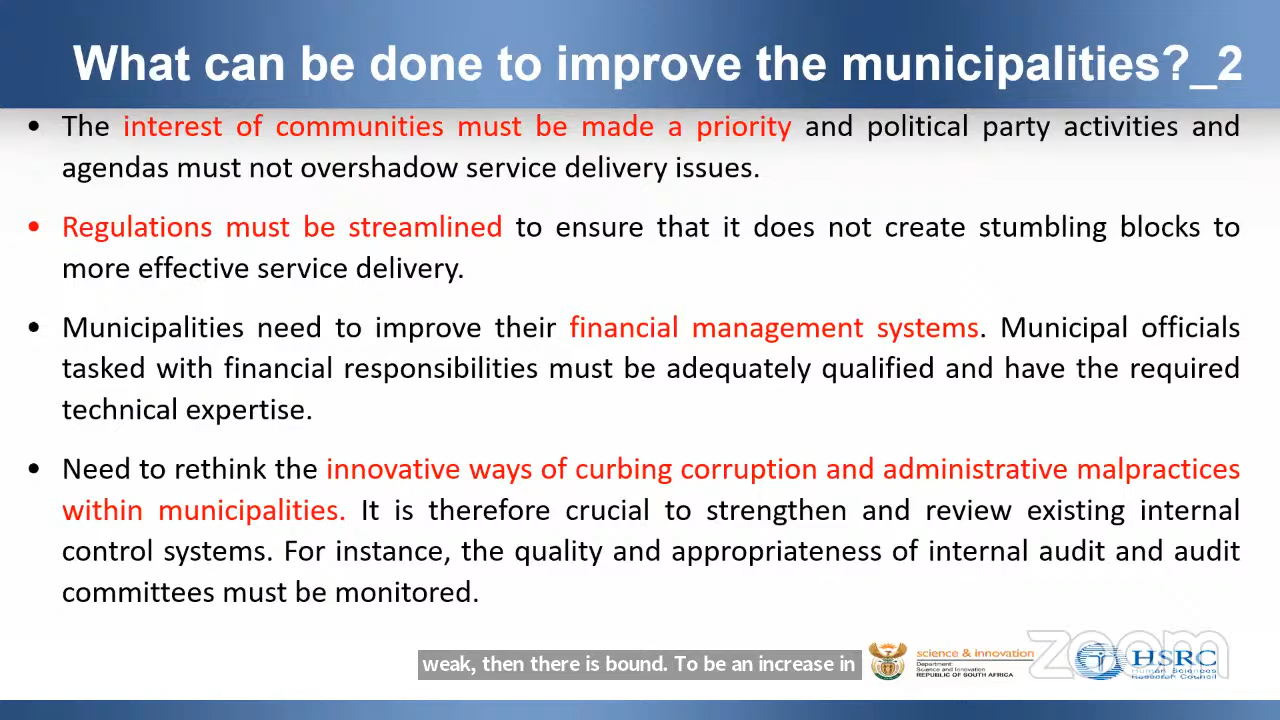 What can be done to improve the municipalities?_2
• The interest of communities must be made a priority and political party activities and
agendas must not overshadow service delivery issues.
• Regulations must be streamlined to ensure that it does not create stumbling blocks to
more effective service delivery.
• Municipalities need to improve their financial management systems. Municipal officials
tasked with financial responsibilities must be adequately qualified and have the required
technical expertise.
• Need to rethink the innovative ways of curbing corruption and administrative malpractices
within municipalities. It is therefore crucial to strengthen and review existing internal
control systems. For instance, the quality and appropriateness of internal audit and audit
committees must be monitored.
weak, then there is bound. To be an increase in
science & innovation
Department:
Science and Innovation
REPUBLIC OF SOUTH AFRICA
zoom
HSRC
Human Sciences
Research Council